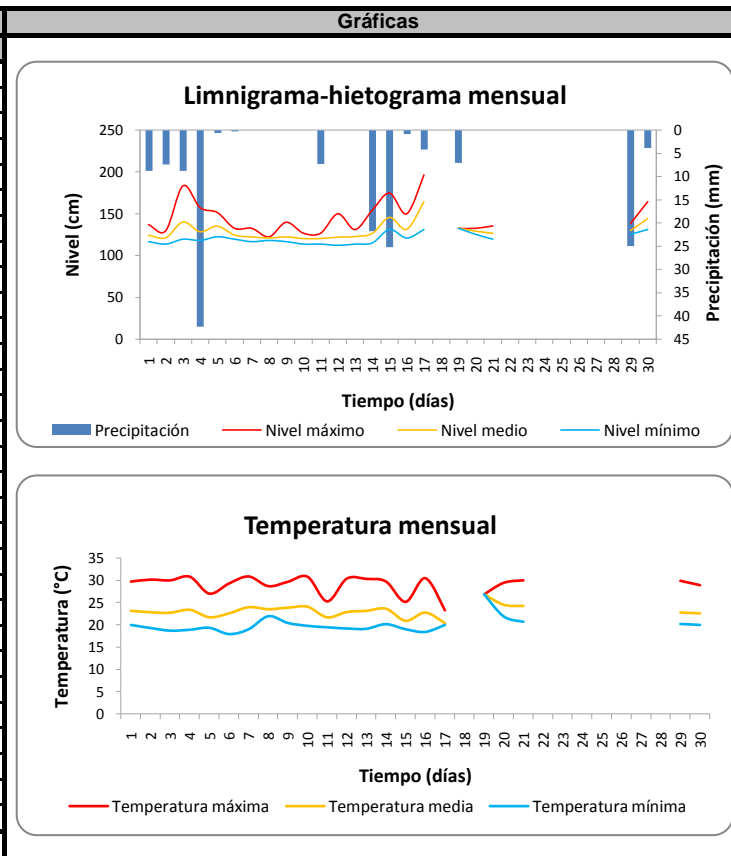 Gráficas
Limnigrama-hietograma mensual
250
200
150
100
50
0
Nivel (cm)
0
5
10
15
20
25
30
35
40
45
Precipitación (mm)
1 2 3 4 5 6 7 8 9 10 11 12 13 14 15 16 17 18 19 20 21 22 23 24 25 26 27 28 29 30
Tiempo (días)
Precipitación Nivel máximo Nivel medio Nivel mínimo
Temperatura mensual
35
30
25
20
15
10
5
0
Temperatura (°C)
1 2 3 4 5 6 7 8 9 10 11 12 13 14 15 16 17 18 19 20 21 22 23 24 25 26 27 28 29 30
Tiempo (días)
Temperatura máxima Temperatura media Temperatura mínima